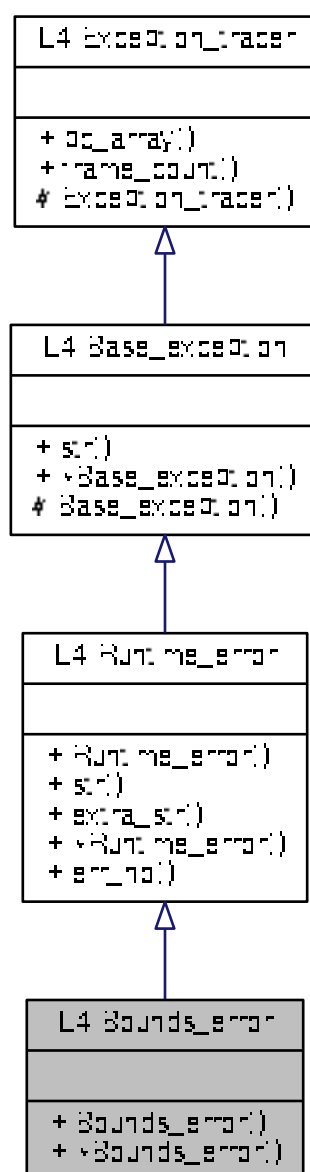 L4 Exception_tracer
+ pc_array()
+ frame_count()
# Exception_tracer()
L4 Base_exception
+ str()
+ ~Base_exception()
# Base_exception()
L4 Runtime_error
+ Runtime_error()
+ str()
+ extra_str()
+ ~Runtime_error()
+ err_no()
L4 Bounds_error
+ Bounds_error()
+ ~Bounds_error()